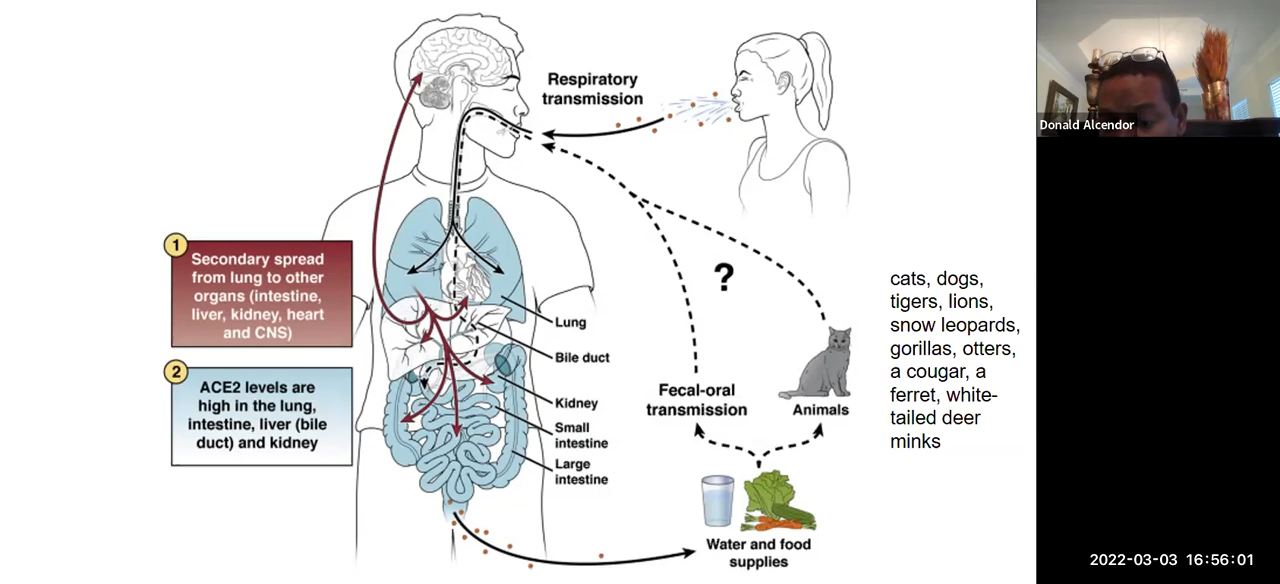 Respiratory
transmission
1
Secondary spread
from lung to other
organs (intestine,
liver, kidney, heart
and CNS)
2
ACE2 levels are
high in the lung,
intestine, liver (bile
duct) and kidney
Lung
Bile duct
Kidney
Small
intestine
Large
intestine
?
Fecal-oral
transmission
Animals
Water and food
supplies
cats, dogs,
tigers, lions,
snow leopards,
gorillas, otters,
a cougar, a
ferret, white-
tailed deer
minks
Donald Alcendor
2022-03-03 16:56:01